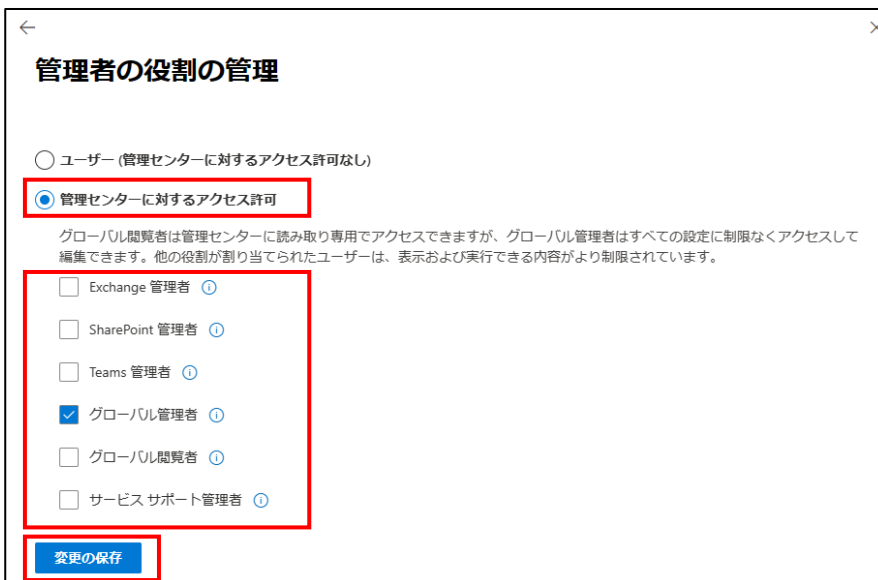 管理者の役割の管理
ユーザー (管理センターに対するアクセス許可なし)
管理センターに対するアクセス許可
グローバル閲覧者は管理センターに読み取り専用でアクセスできますが、グローバル管理者はすべての設定に制限なくアクセスして
編集できます。他の役割が割り当てられたユーザーは、表示および実行できる内容がより制限されています。
Exchange 管理者
SharePoint 管理者
Teams 管理者
グローバル管理者
グローバル閲覧者
サービス サポート管理者
変更の保存